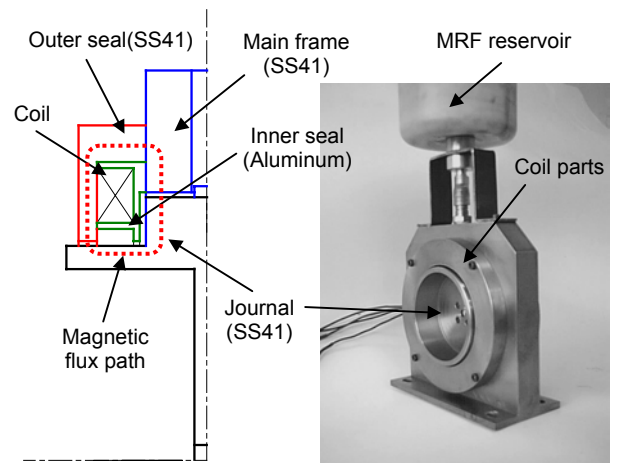 Outer seal(SS41)
Main frame
(SS41)
MRF reservoir
Coil
Inner seal
(Aluminum)
Coil parts
Journal
(SS41)
Magnetic
flux path